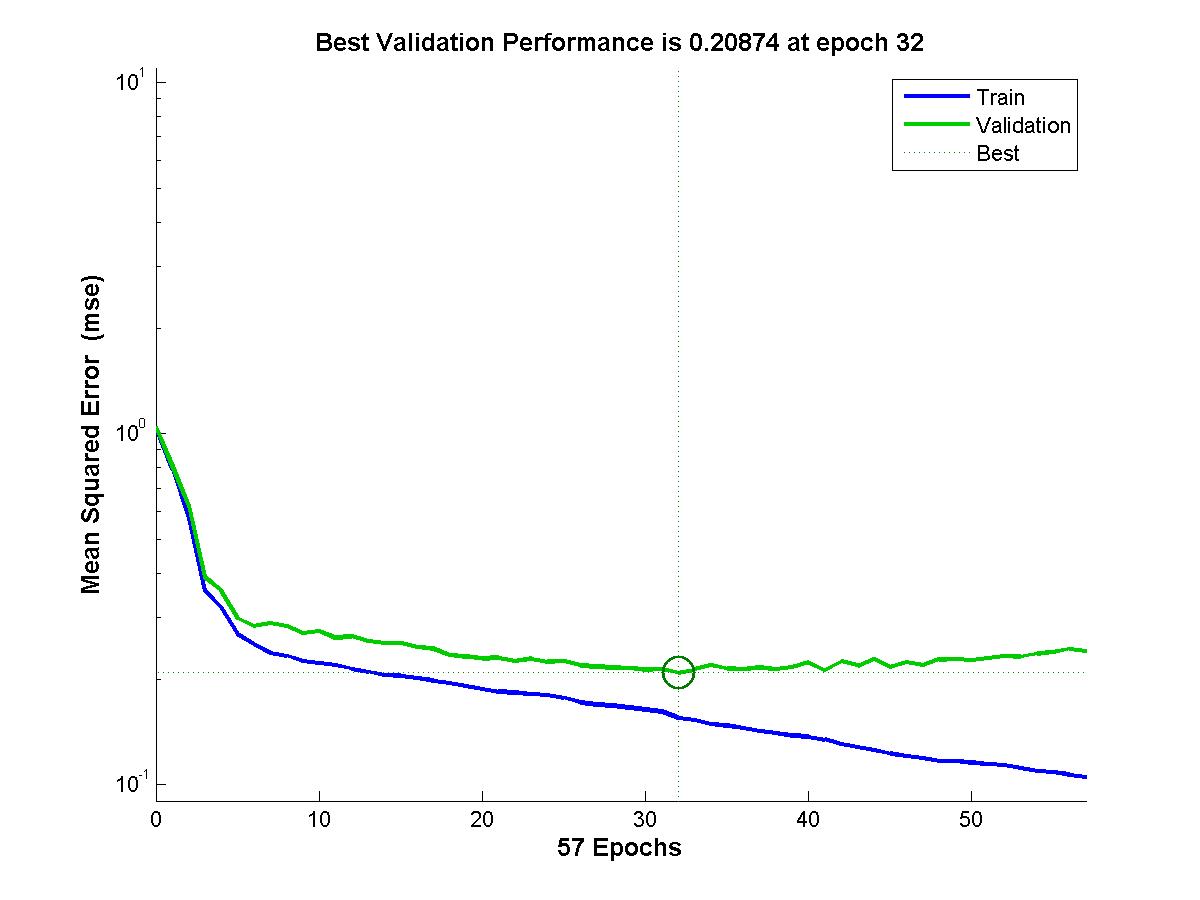 Best Validation Performance is 0.20874 at epoch 32
10^1
Train
Validation
Best
Mean Squared Error (mse)
10^0
10^-1
0 10 20 30 40 50
57 Epochs